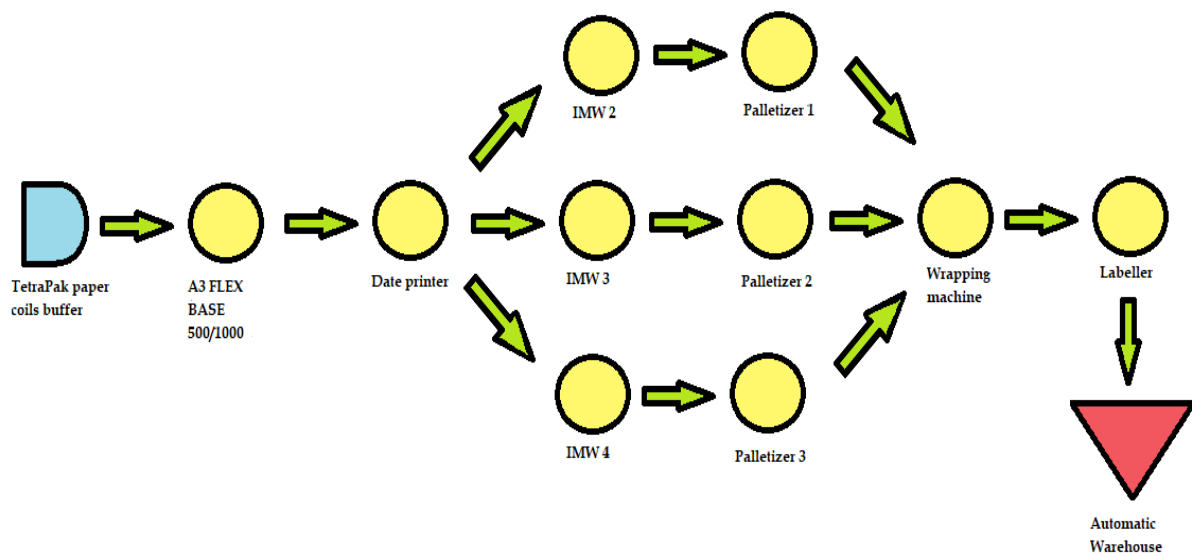 IMW 2
Palletizer 1
TetraPak paper
coils buffer
A3 FLEX
BASE
500/1000
Date printer
IMW 3
Palletizer 2
Wrapping
machine
Labeller
IMW 4
Palletizer 3
Automatic
Warehouse